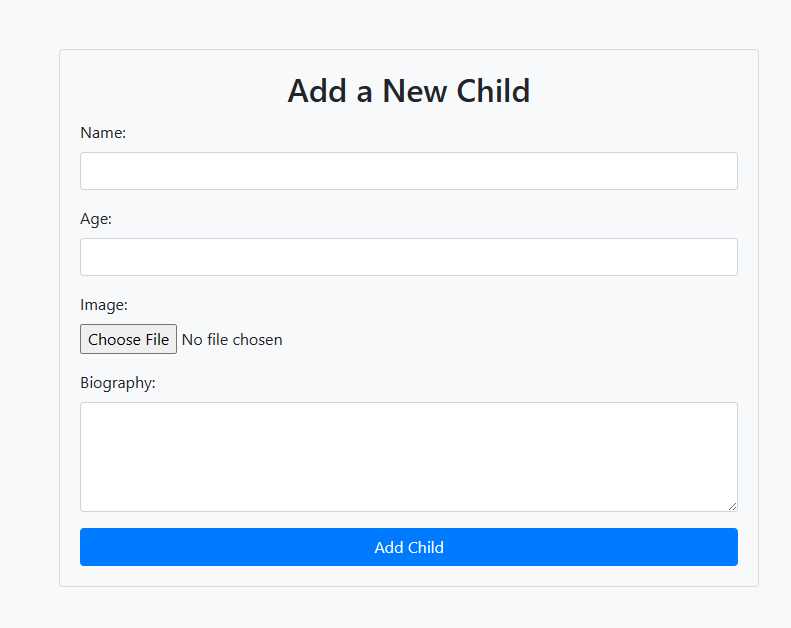 Add a New Child
Name:
Age:
Image:
Choose File No file chosen
Biography:
Add Child